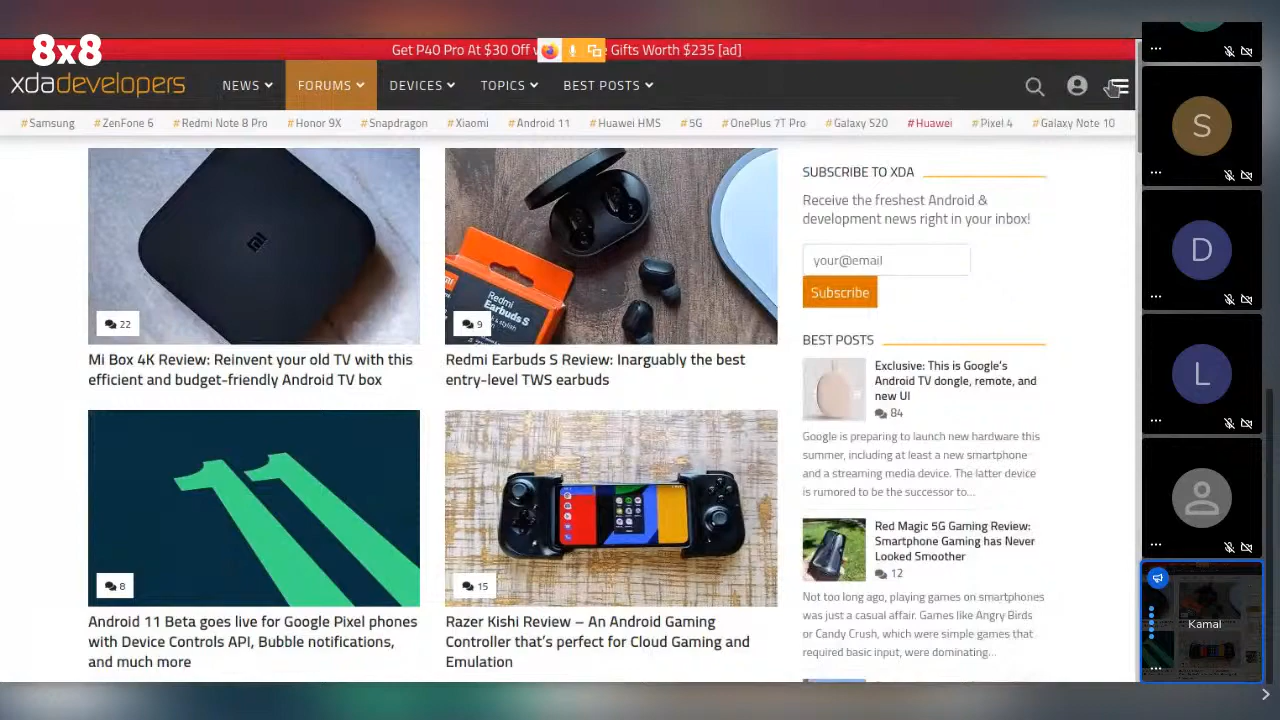 8x8
Get P40 Pro At $30 Off
e Gifts Worth $235 [ad]
xdadevelopers
NEWS FORUMS DEVICES TOPICS BEST POSTS
#Samsung #ZenFone 6 #Redmi Note 8 Pro #Honor 9X #Snapdragon #Xiaomi #Android 11 #Huawei HMS #5G #OnePlus 7T Pro #Galaxy S20 #Huawei #Pixel 4 #Galaxy Note 10
22
Mi Box 4K Review: Reinvent your old TV with this
efficient and budget-friendly Android TV box
Redmi
Earbuds S
9
Redmi Earbuds S Review: Inarguably the best
entry-level TWS earbuds
8
Android 11 Beta goes live for Google Pixel phones
with Device Controls API, Bubble notifications,
and much more
15
Razer Kishi Review – An Android Gaming
Controller that's perfect for Cloud Gaming and
Emulation
SUBSCRIBE TO XDA
Receive the freshest Android &
development news right in your inbox!
your@email
Subscribe
BEST POSTS
Exclusive: This is Google's
Android TV dongle, remote, and
new UI
84
Google is preparing to launch new hardware this
summer, including at least a new smartphone
and a streaming media device. The latter device
is rumored to be the successor to...
Red Magic 5G Gaming Review:
Smartphone Gaming has Never
Looked Smoother
12
Not too long ago, playing games on smartphones
was just a casual affair. Games like Angry Birds
or Candy Crush, which were simple games that
required basic input, were dominating...
S
D
L
Kamal